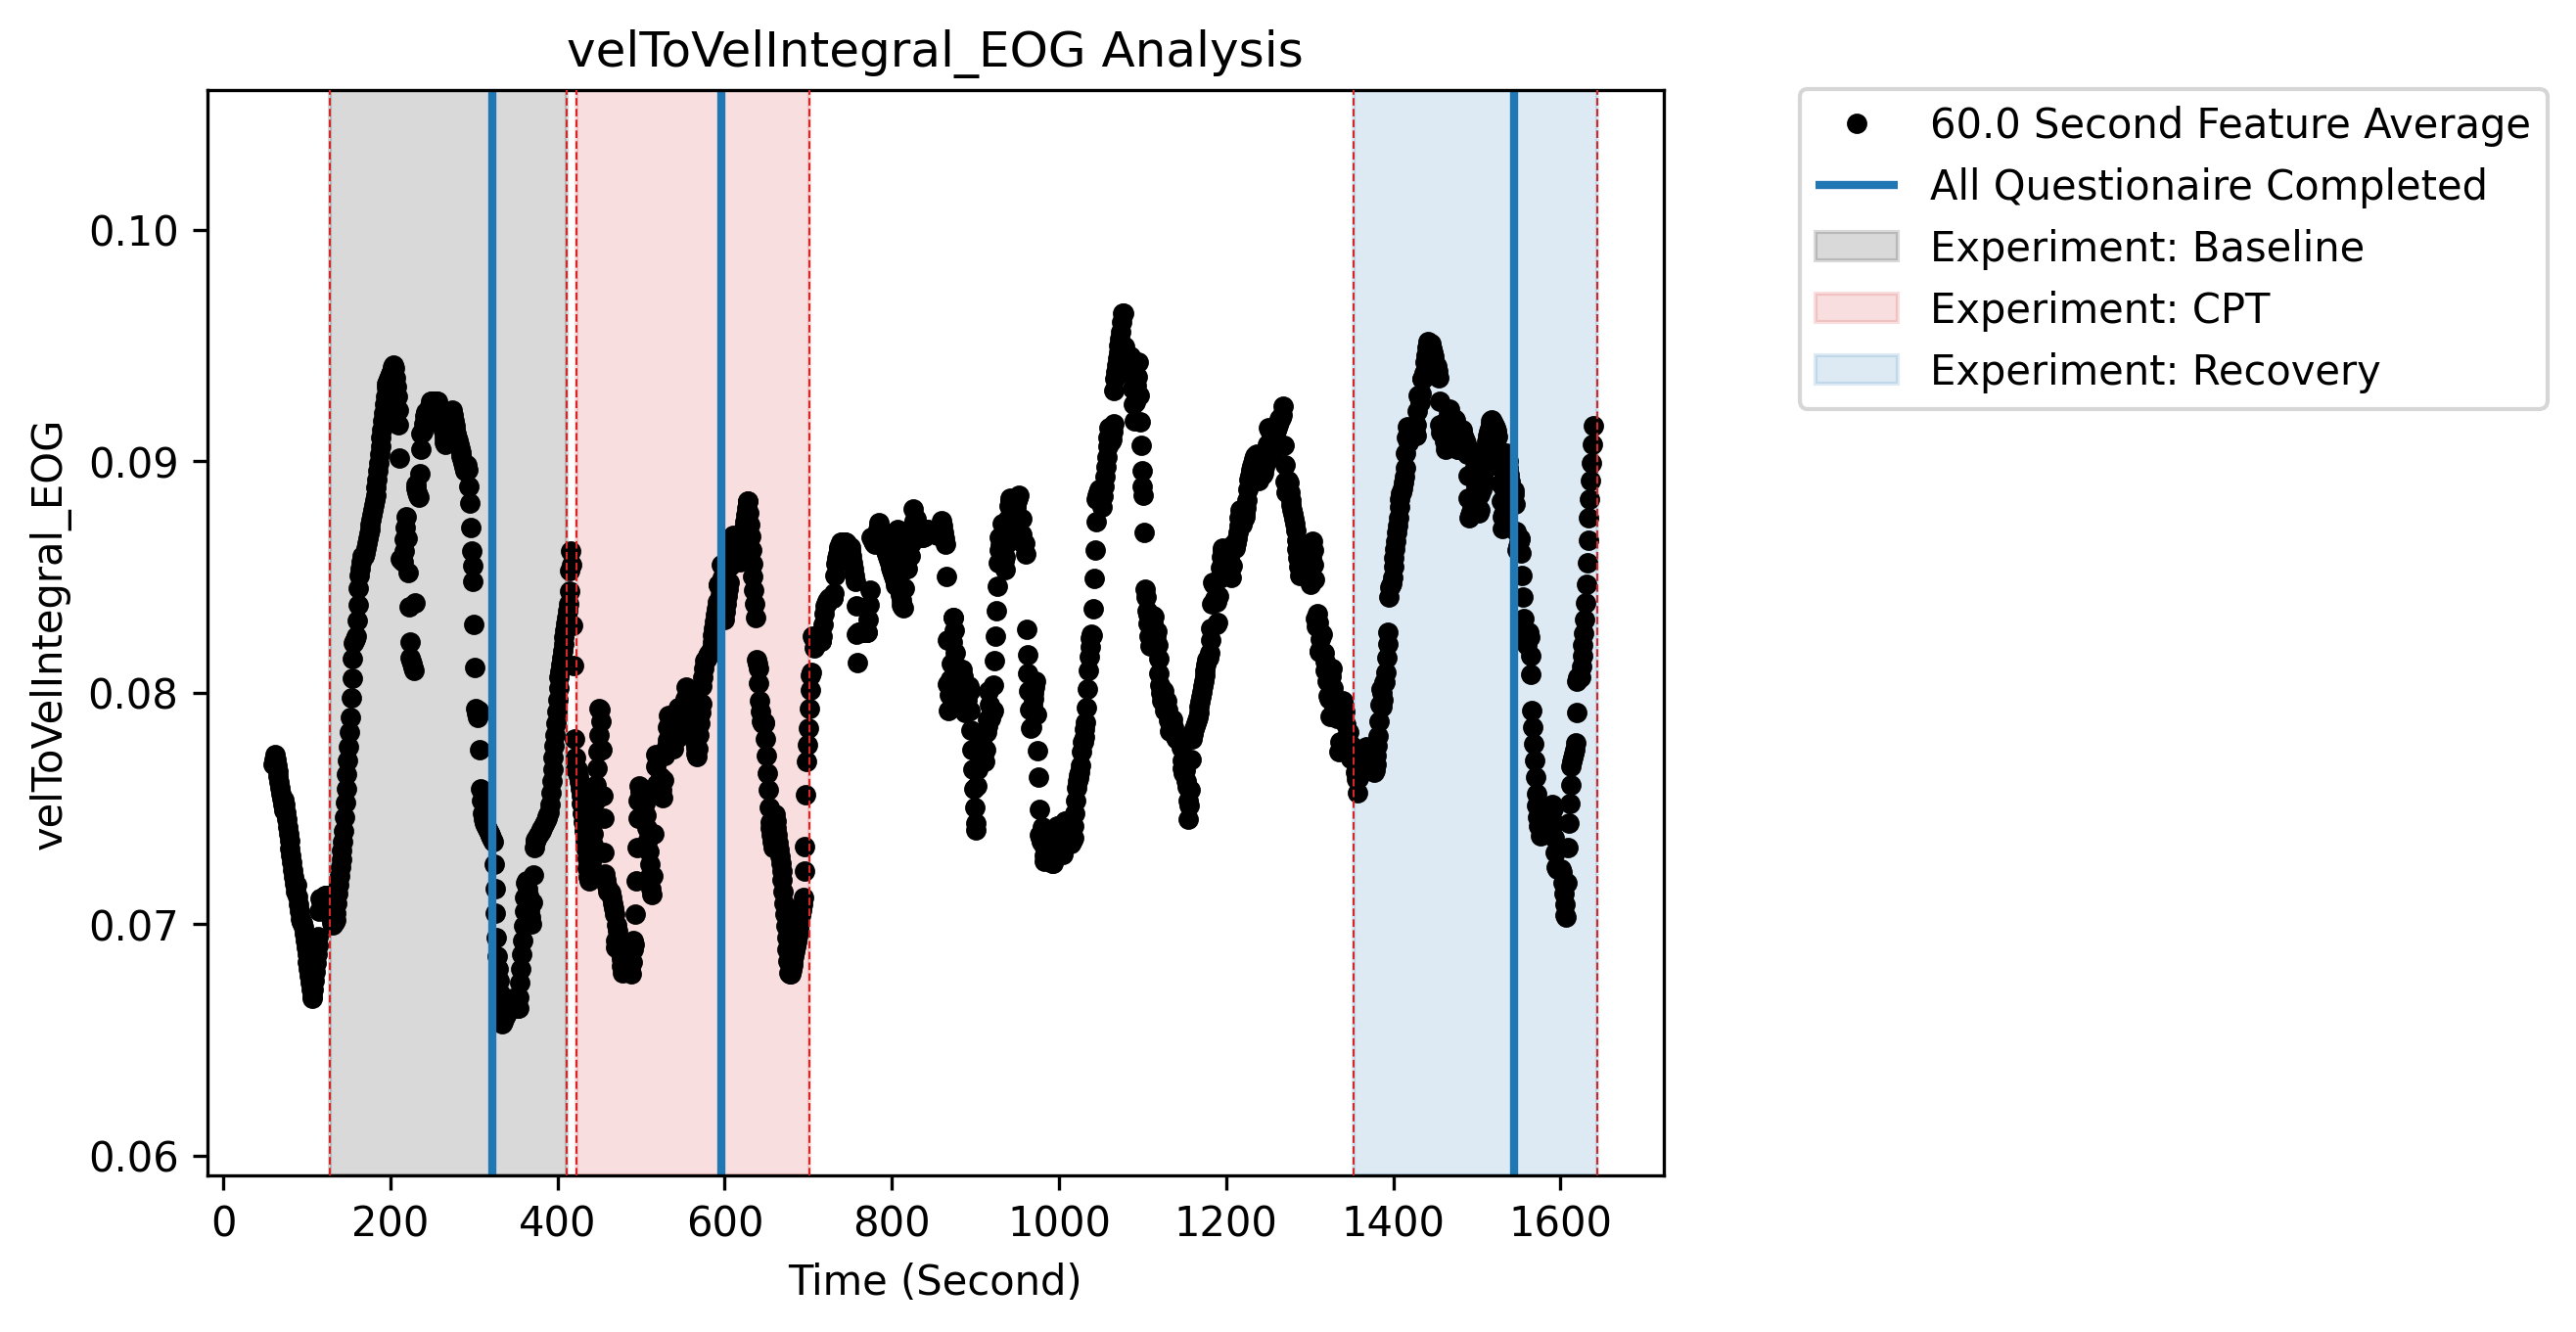 velToVelIntegral_EOG Analysis
velToVelIntegral_EOG
0.10
0.09
0.08
0.07
0.06
0 200 400 600 800 1000 1200 1400 1600
Time (Second)
60.0 Second Feature Average
All Questionaire Completed
Experiment: Baseline
Experiment: CPT
Experiment: Recovery